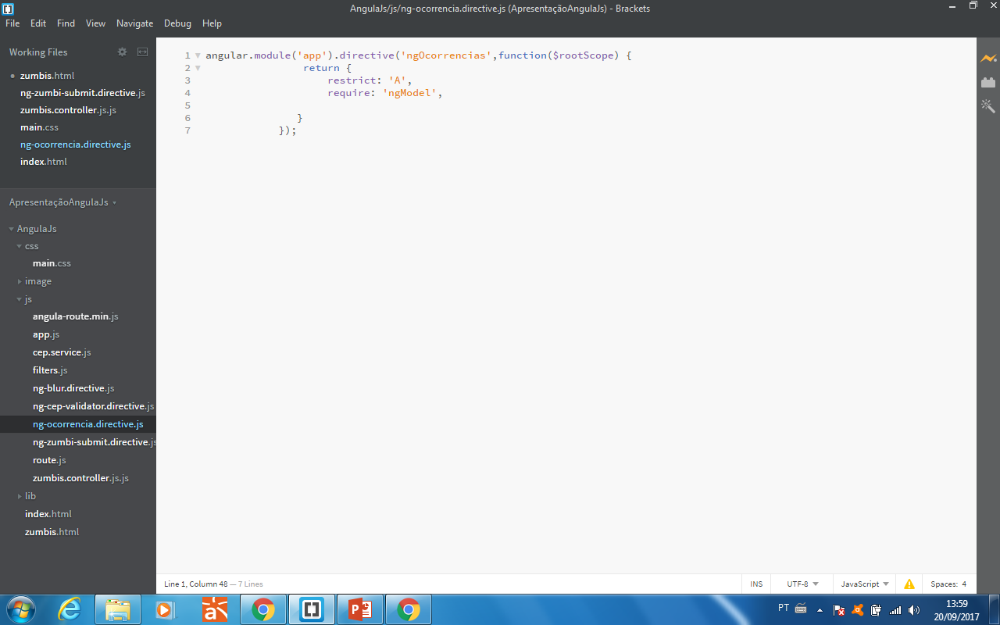 AngulaJs/js/ng-ocorrencia.directive.js (ApresentaçãoAngulaJs) - Brackets
File Edit Find View Navigate Debug Help
Working Files
zumbis.html
ng-zumbi-submit.directive.js
zumbis.controller.js.js
main.css
ng-ocorrencia.directive.js
index.html
ApresentaçãoAngulaJs
AngulaJs
css
main.css
image
js
angula-route.min.js
app.js
cep.service.js
filters.js
ng-blur.directive.js
ng-cep-validator.directive.js
ng-ocorrencia.directive.js
ng-zumbi-submit.directive.js
route.js
zumbis.controller.js.js
lib
index.html
zumbis.html
1 angular.module('app').directive('ngOcorrencias',function($rootScope) {
2 return {
3 restrict: 'A',
4 require: 'ngModel',
5
6 }
7 });
Line 1, Column 48 — 7 Lines
INS UTF-8 JavaScript Spaces: 4
PT
13:59
20/09/2017